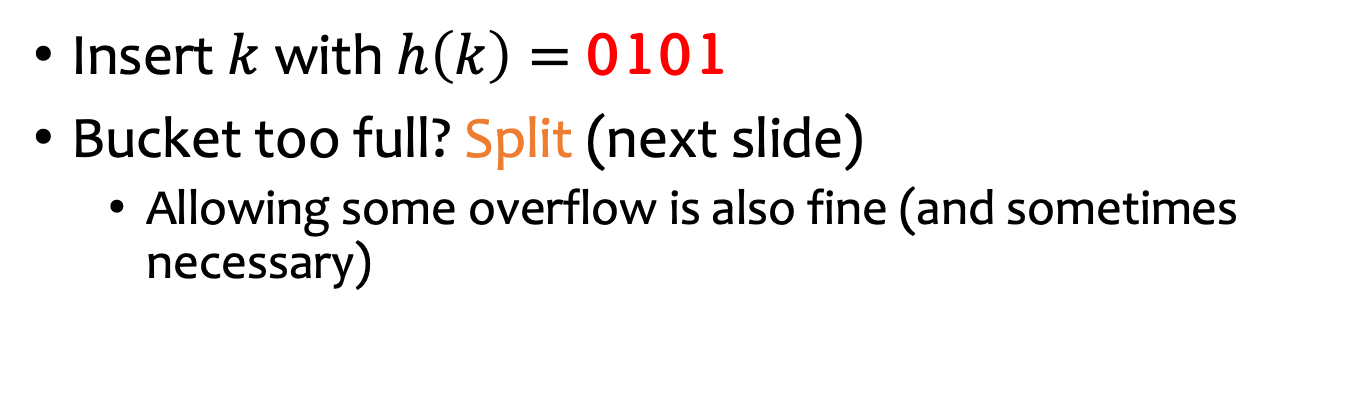 • Insert k with h(k) = 0101
• Bucket too full? Split (next slide)
• Allowing some overflow is also fine (and sometimes
necessary)